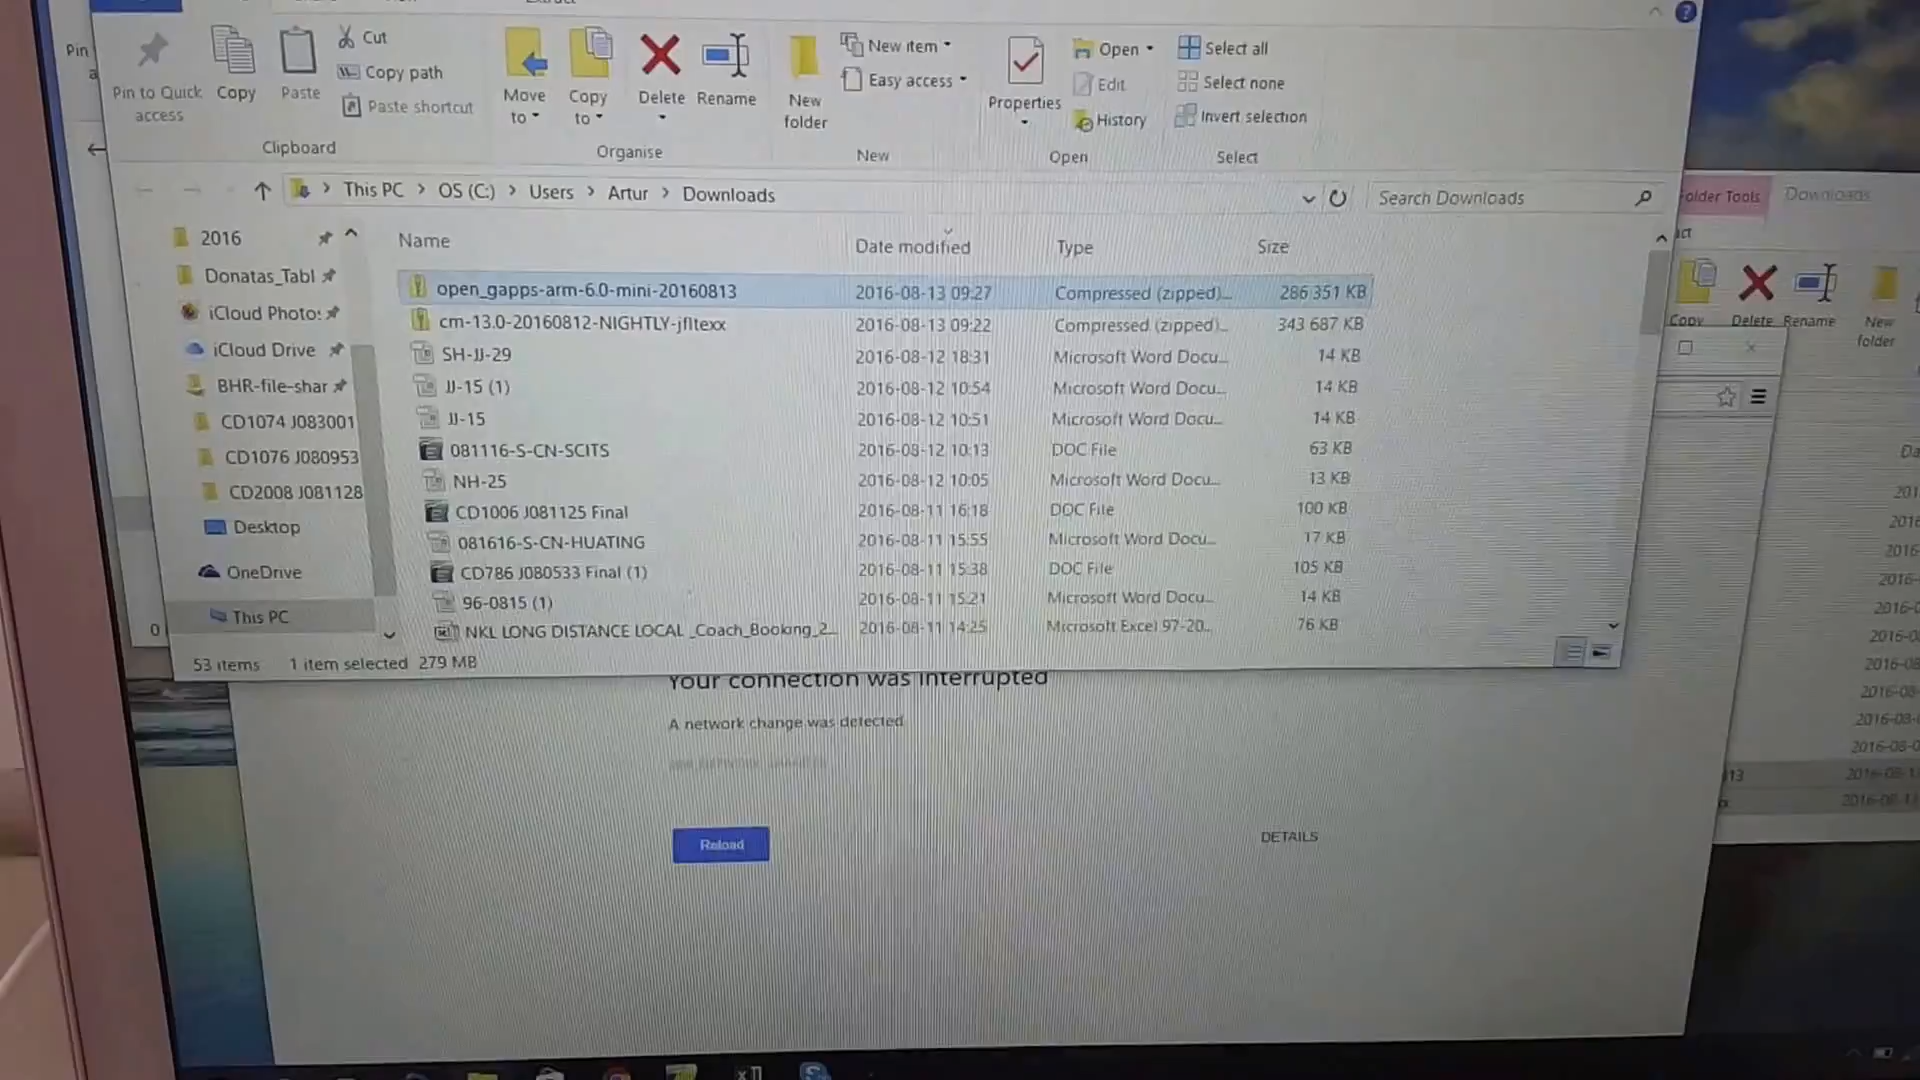 Pin to Quick access
Copy
Paste
Cut
Copy path
Paste shortcut
Clipboard
Move to
Copy to
Delete
Rename
Organise
New folder
New item
Easy access
New
Properties
Open
Edit
History
Open
Select all
Select none
Invert selection
Select
Pin
This PC > OS (C:) > Users > Artur > Downloads
Search Downloads
older Tools
Downloads
Copy
Delete
Rename
New folder
2016
Donatas_Tabl
iCloud Photo:
iCloud Drive
BHR-file-shar
CD1074 J083001
CD1076 J080953
CD2008 J081128
Desktop
OneDrive
This PC
Name Date modified Type Size
open_gapps-arm-6.0-mini-20160813 2016-08-13 09:27 Compressed (zipped)... 286 351 KB
cm-13.0-20160812-NIGHTLY-jfltexx 2016-08-13 09:22 Compressed (zipped)... 343 687 KB
SH-JJ-29 2016-08-12 18:31 Microsoft Word Docu... 14 KB
JJ-15 (1) 2016-08-12 10:54 Microsoft Word Docu... 14 KB
JJ-15 2016-08-12 10:51 Microsoft Word Docu... 14 KB
081116-S-CN-SCITS 2016-08-12 10:13 DOC File 63 KB
NH-25 2016-08-12 10:05 Microsoft Word Docu... 13 KB
CD1006 J081125 Final 2016-08-11 16:18 DOC File 100 KB
081616-S-CN-HUATING 2016-08-11 15:55 Microsoft Word Docu... 17 KB
CD786 J080533 Final (1) 2016-08-11 15:38 DOC File 105 KB
96-0815 (1) 2016-08-11 15:21 Microsoft Word Docu... 14 KB
NKL LONG DISTANCE LOCAL _Coach_Booking_2... 2016-08-11 14:25 Microsoft Excel 97-20... 76 KB
53 items 1 item selected 279 MB
Your connection was interrupted
A network change was detected
Reload
DETAILS